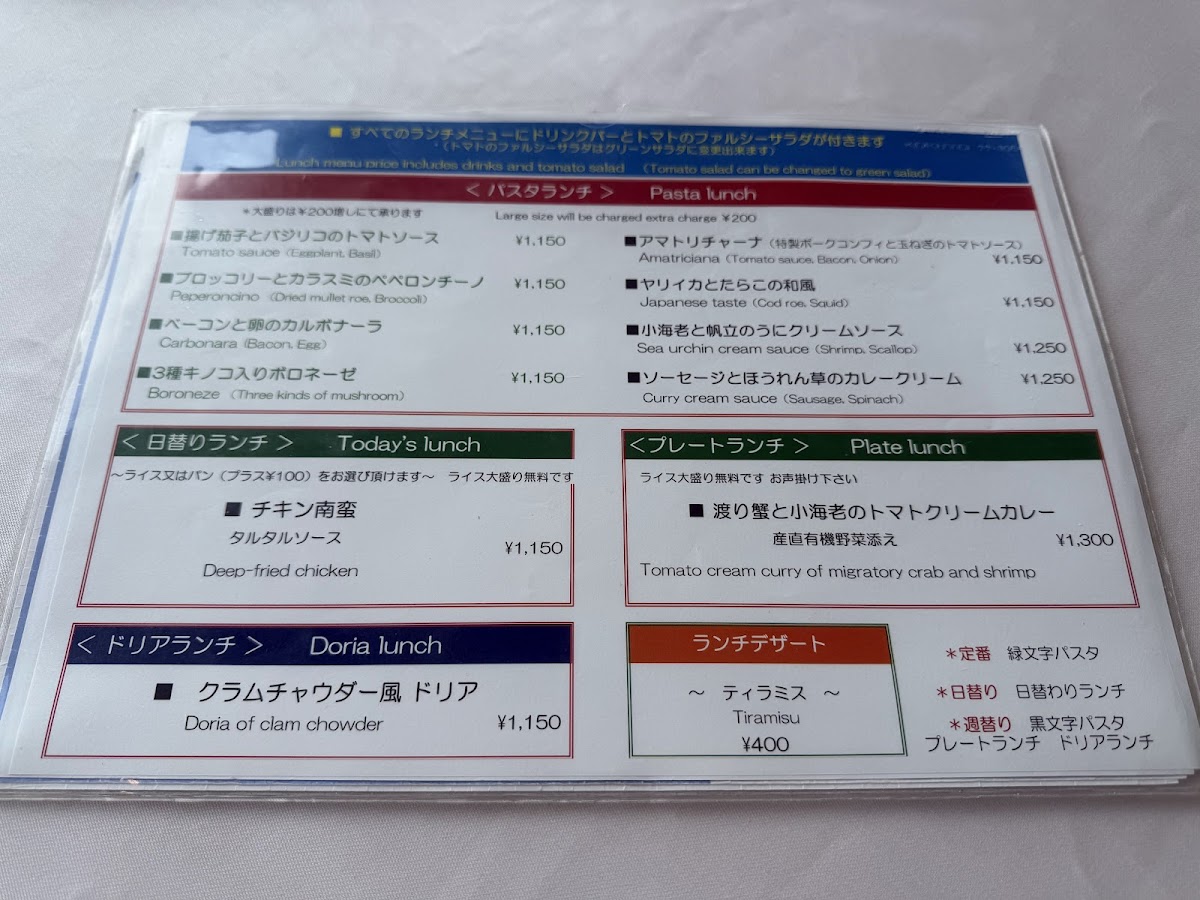 ■ すべてのランチメニューにドリンクバーとトマトのファルシーサラダが付きます
（トマトのファルシーサラダはグリーンサラダに変更出来ます）
Lunch menu price includes drinks and tomato salad （Tomato salad can be changed to green salad）
＜ パスタランチ ＞ Pasta lunch
＊大盛りは￥200増しにて承ります Large size will be charged extra charge ￥200
■揚げ茄子とバジリコのトマトソース ¥1,150
Tomato sauce（Eggplant, Basil）
■ブロッコリーとカラスミのペペロンチーノ ¥1,150
Peperoncino（Dried mullet roe, Broccoli）
■ベーコンと卵のカルボナーラ ¥1,150
Carbonara（Bacon, Egg）
■3種キノコ入りボロネーゼ ¥1,150
Boroneze （Three kinds of mushroom）
■アマトリチャーナ（特製ポークコンフィと玉ねぎのトマトソース）
Amatriciana（Tomato sauce, Bacon, Onion） ¥1,150
■ヤリイカとたらこの和風
Japanese taste（Cod roe, Squid） ¥1,150
■小海老と帆立のうにクリームソース
Sea urchin cream sauce（Shrimp, Scallop） ¥1,250
■ソーセージとほうれん草のカレークリーム ¥1,250
Curry cream sauce（Sausage, Spinach）
＜ 日替りランチ ＞ Today's lunch
～ライス又はパン（プラス¥100）をお選び頂けます～ ライス大盛り無料です
■ チキン南蛮
タルタルソース
¥1,150
Deep-fried chicken
＜プレートランチ ＞ Plate lunch
ライス大盛り無料です お声掛け下さい
■ 渡り蟹と小海老のトマトクリームカレー
産直有機野菜添え ¥1,300
Tomato cream curry of migratory crab and shrimp
＜ ドリアランチ ＞ Doria lunch
■ クラムチャウダー風 ドリア
Doria of clam chowder ¥1,150
ランチデザート
～ ティラミス ～
Tiramisu
¥400
＊定番 緑文字パスタ
＊日替り 日替わりランチ
＊週替り 黒文字パスタ
プレートランチ ドリアランチ